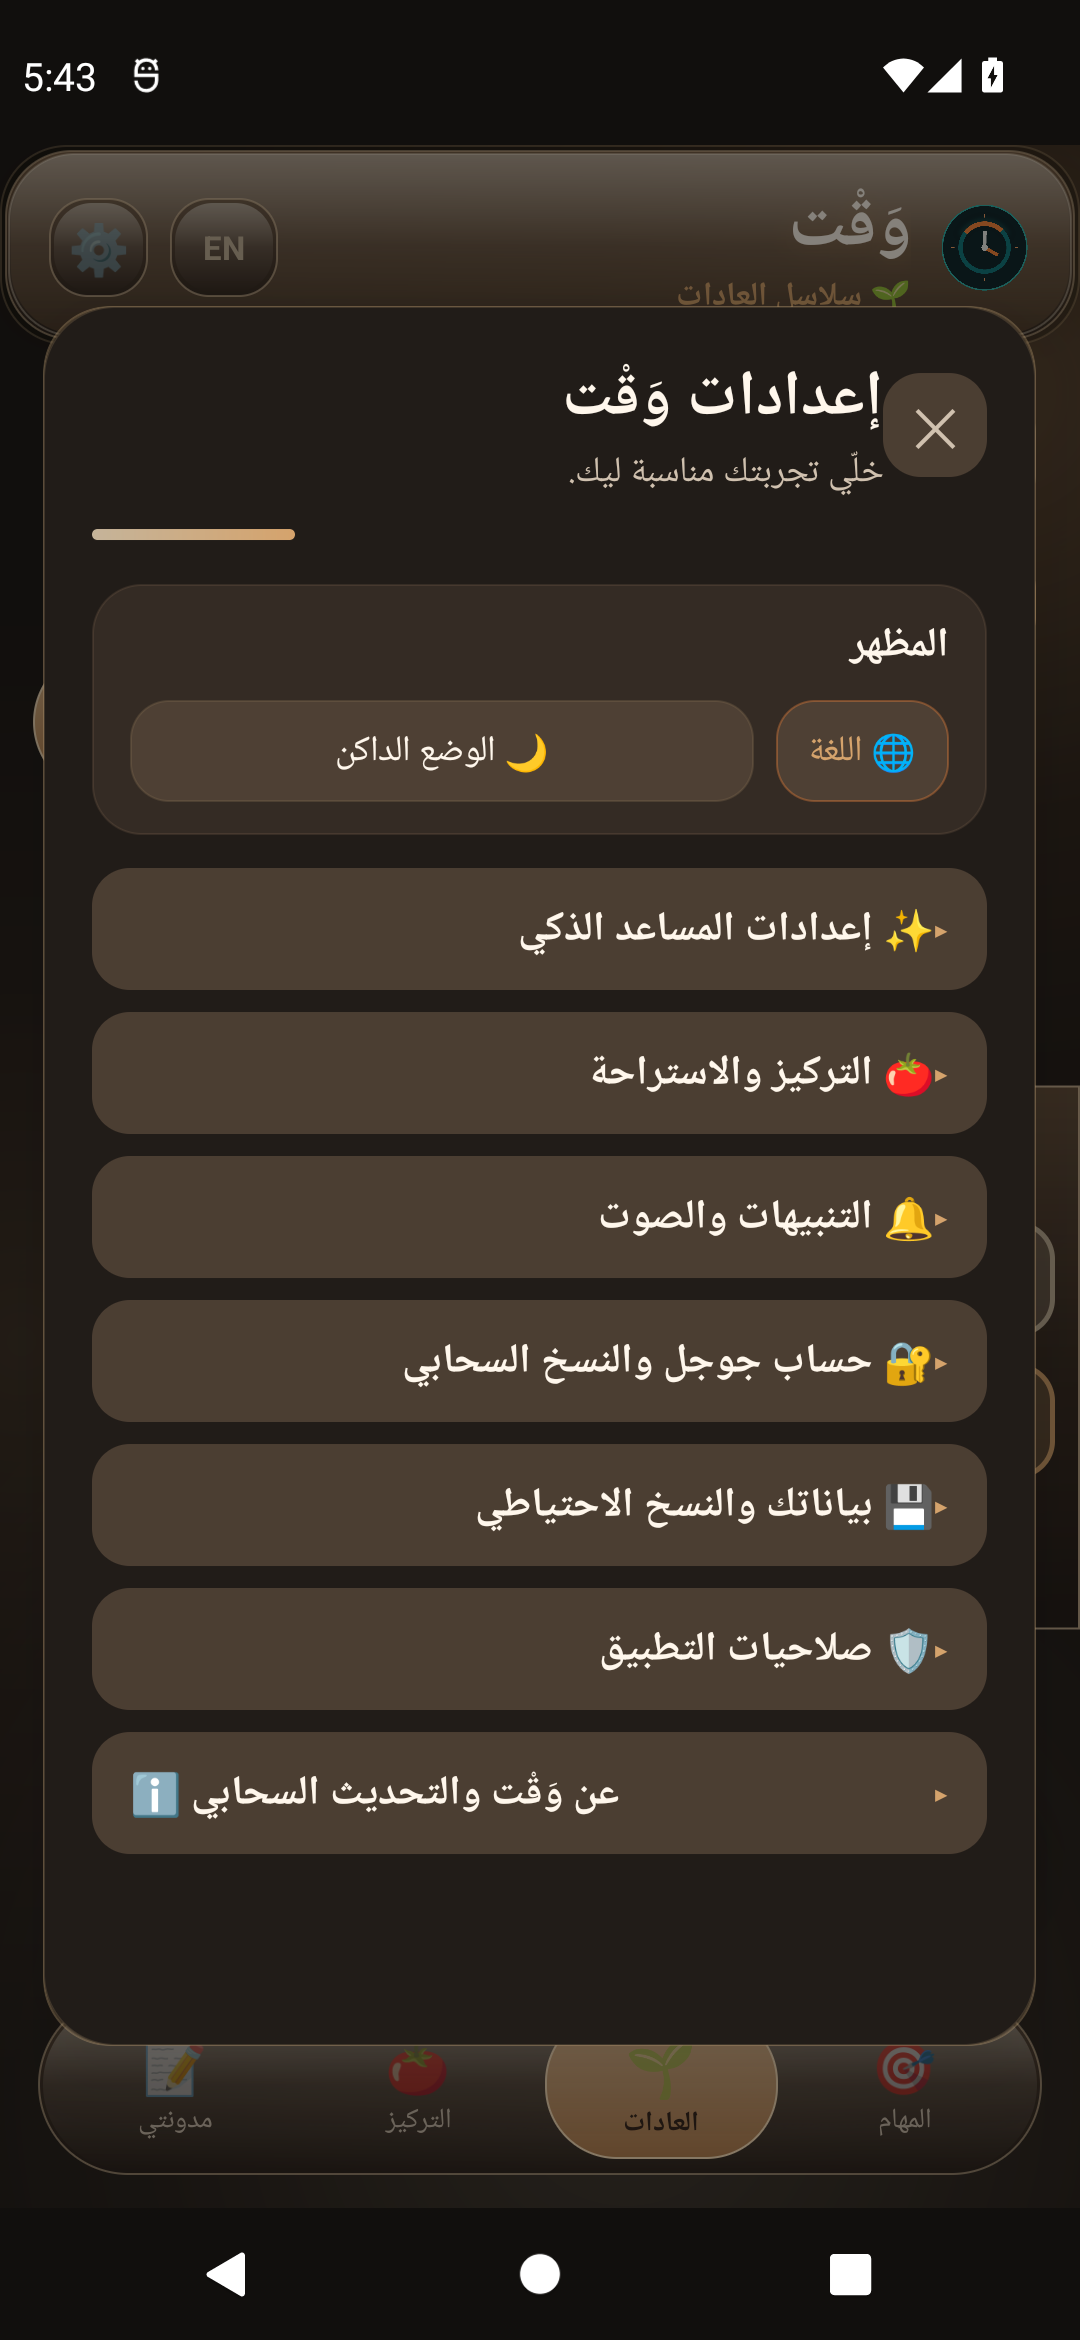 5:43
وَقْت
🌱 سلاسل العادات
EN
إعدادات وَقْت
خلّي تجربتك مناسبة ليك.
المظهر
🌐 اللغة
🌙 الوضع الداكن
✨ إعدادات المساعد الذكي
🍅 التركيز والاستراحة
🔔 التنبيهات والصوت
🔐 حساب جوجل والنسخ السحابي
💾 بياناتك والنسخ الاحتياطي
🛡️ صلاحيات التطبيق
عن وَقْت والتحديث السحابي ℹ️
المهام
العادات
التركيز
مدونتي